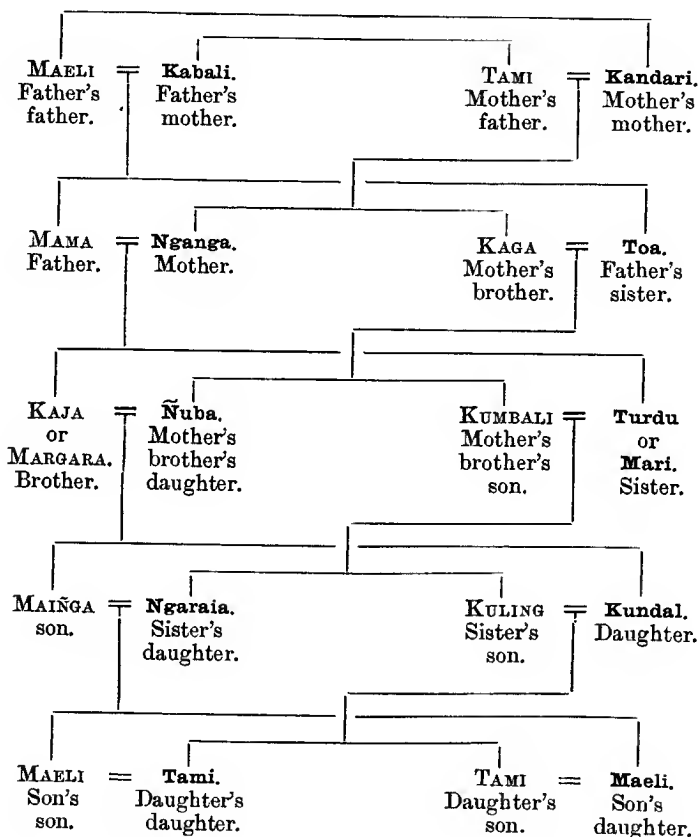 MAELI = Kabali. TAMI = Kandari.
Father's Father's Mother's Mother's
father. mother. father. mother.
MAMA = Nganga. KAGA = Toa.
Father. Mother. Mother's Father's
brother. sister.
KAJA = Ñuba. KUMBALI = Turdu
or Mother's Mother's or
MARGARA. brother's brother's Mari.
Brother. daughter. son. Sister.
MAIÑGA = Ngaraia. KULING = Kundal.
son. Sister's Sister's Daughter.
daughter. son.
MAELI = Tami. TAMI = Maeli.
Son's Daughter's Daughter's Son's
son. daughter. son. daughter.